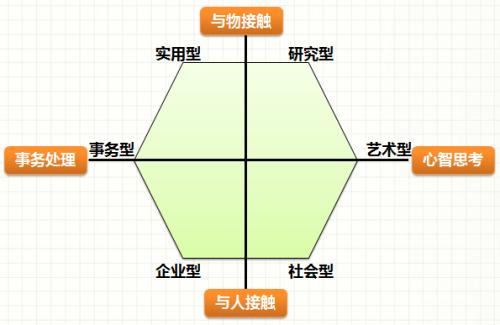 与物接触
实用型
研究型
事务处理
事务型
艺术型
心智思考
企业型
社会型
与人接触